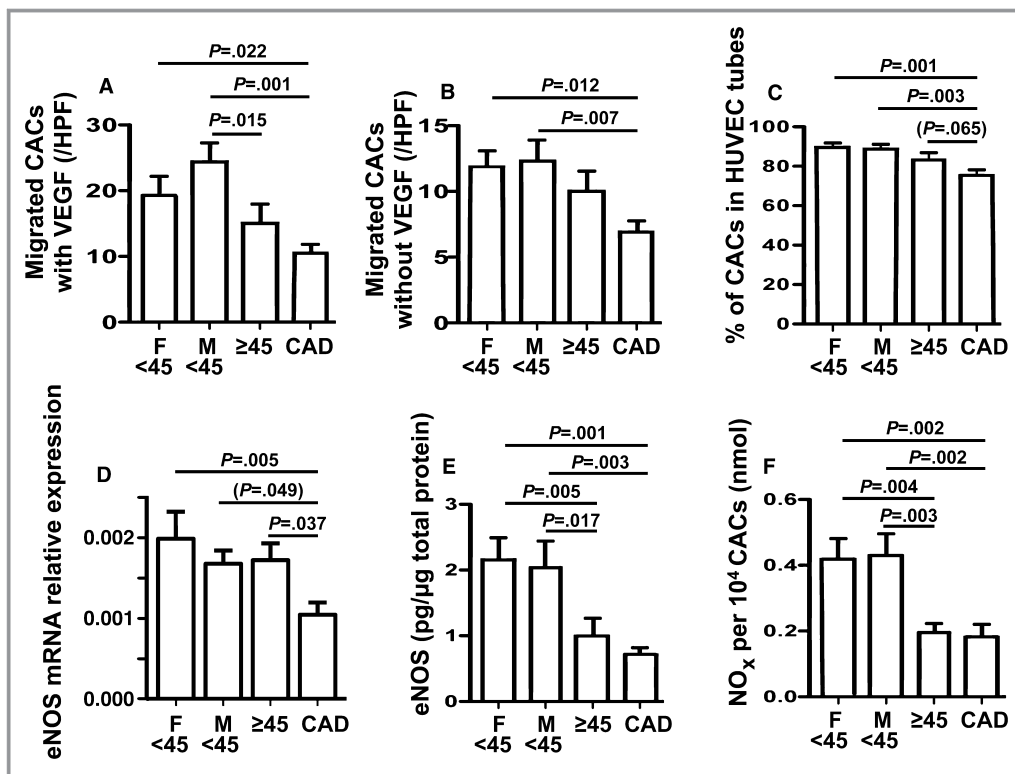 A
P=.022
P=.001
P=.015
Migrated CACs
with VEGF (/HPF)
30
20
10
0
F
<45
M
<45
≥45
CAD
B
P=.012
P=.007
Migrated CACs
without VEGF (/HPF)
15
10
5
0
F
<45
M
<45
≥45
CAD
C
P=.001
P=.003
(P=.065)
% of CACs in HUVEC tubes
100
80
60
40
20
0
F
<45
M
<45
≥45
CAD
D
P=.005
(P=.049)
P=.037
eNOS mRNA relative expression
0.002
0.001
0.000
F
<45
M
<45
≥45
CAD
E
P=.001
P=.003
P=.005
P=.017
eNOS (pg/µg total protein)
3
2
1
0
F
<45
M
<45
≥45
CAD
F
P=.002
P=.002
P=.004
P=.003
NOx per 10⁴ CACs (nmol)
0.6
0.4
0.2
0.0
F
<45
M
<45
≥45
CAD